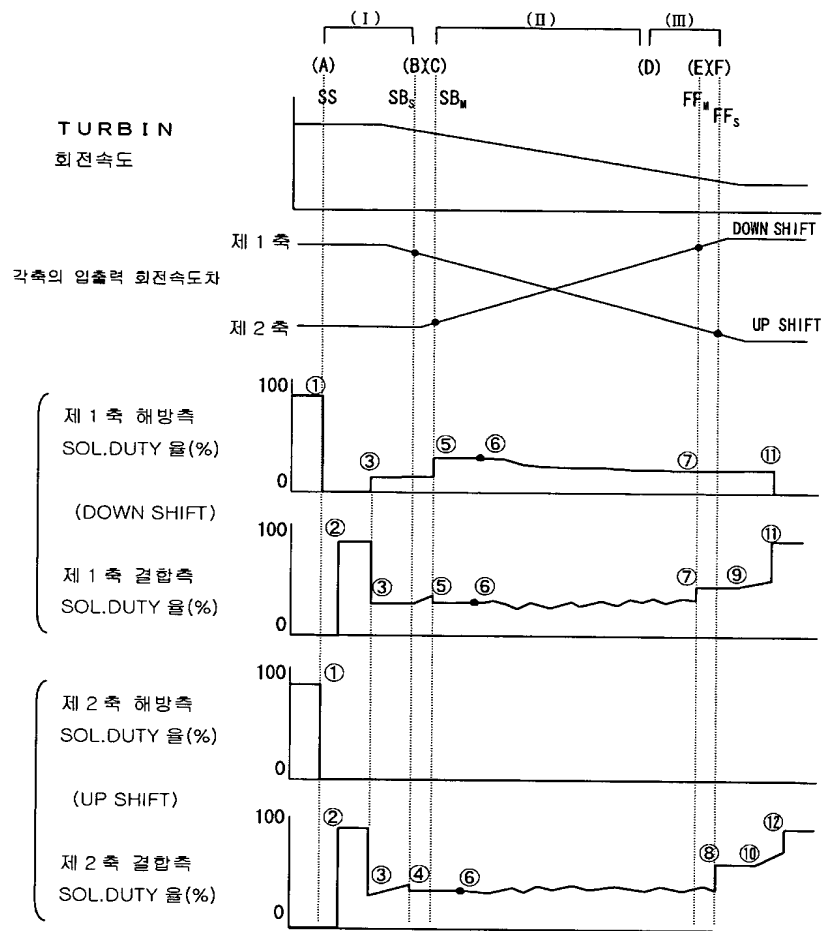 (I) (II) (III)
(A) (B)(C) (D) (E)(F)
SS SB_S SB_M FF_M FF_S
TURBIN
회전속도
제 1 축 DOWN SHIFT
각축의 입출력 회전속도차
제 2 축 UP SHIFT
100 ①
제 1 축 해방측
SOL.DUTY 율(%)
0 ③ ⑤ ⑥ ⑦ ⑪
(DOWN SHIFT)
100 ② ⑪
제 1 축 결합측
SOL.DUTY 율(%)
0 ③ ⑤ ⑥ ⑦ ⑨
100 ①
제 2 축 해방측
SOL.DUTY 율(%)
0
(UP SHIFT)
100 ② ⑫
제 2 축 결합측
SOL.DUTY 율(%)
0 ③ ④ ⑥ ⑧ ⑩